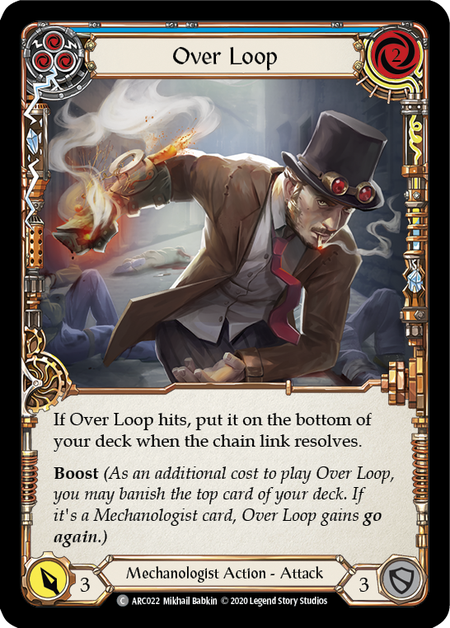 Over Loop
2
If Over Loop hits, put it on the bottom of
your deck when the chain link resolves.
Boost (As an additional cost to play Over Loop,
you may banish the top card of your deck. If
it's a Mechanologist card, Over Loop gains go
again.)
3
Mechanologist Action - Attack
3
C ARC022 Mikhail Babkin © 2020 Legend Story Studios